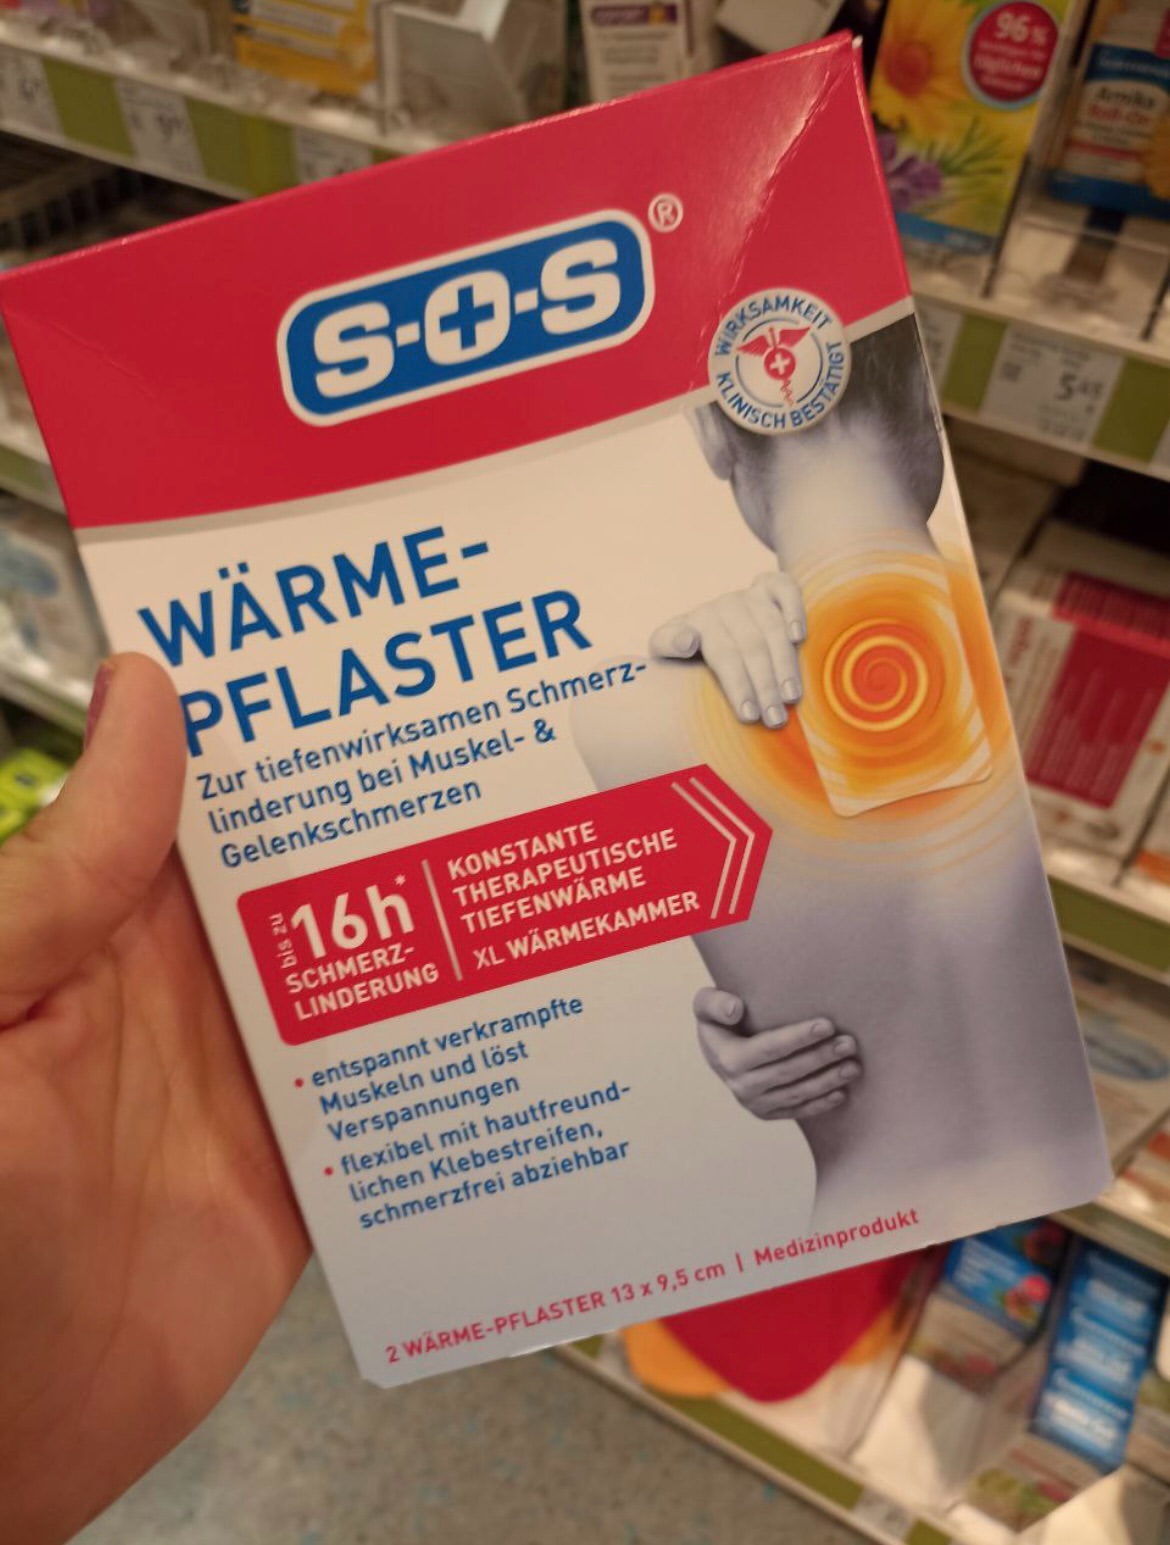 S-O-S®
WIRKSAMKEIT
KLINISCH BESTÄTIGT
WÄRME-
PFLASTER
Zur tiefenwirksamen Schmerz-
linderung bei Muskel- &
Gelenkschmerzen
bis zu
16h*
SCHMERZ-
LINDERUNG
KONSTANTE
THERAPEUTISCHE
TIEFENWÄRME
XL WÄRMEKAMMER
• entspannt verkrampfte
Muskeln und löst
Verspannungen
• flexibel mit hautfreund-
lichen Klebestreifen,
schmerzfrei abziehbar
2 WÄRME-PFLASTER 13 x 9,5 cm | Medizinprodukt
96%
Arnika